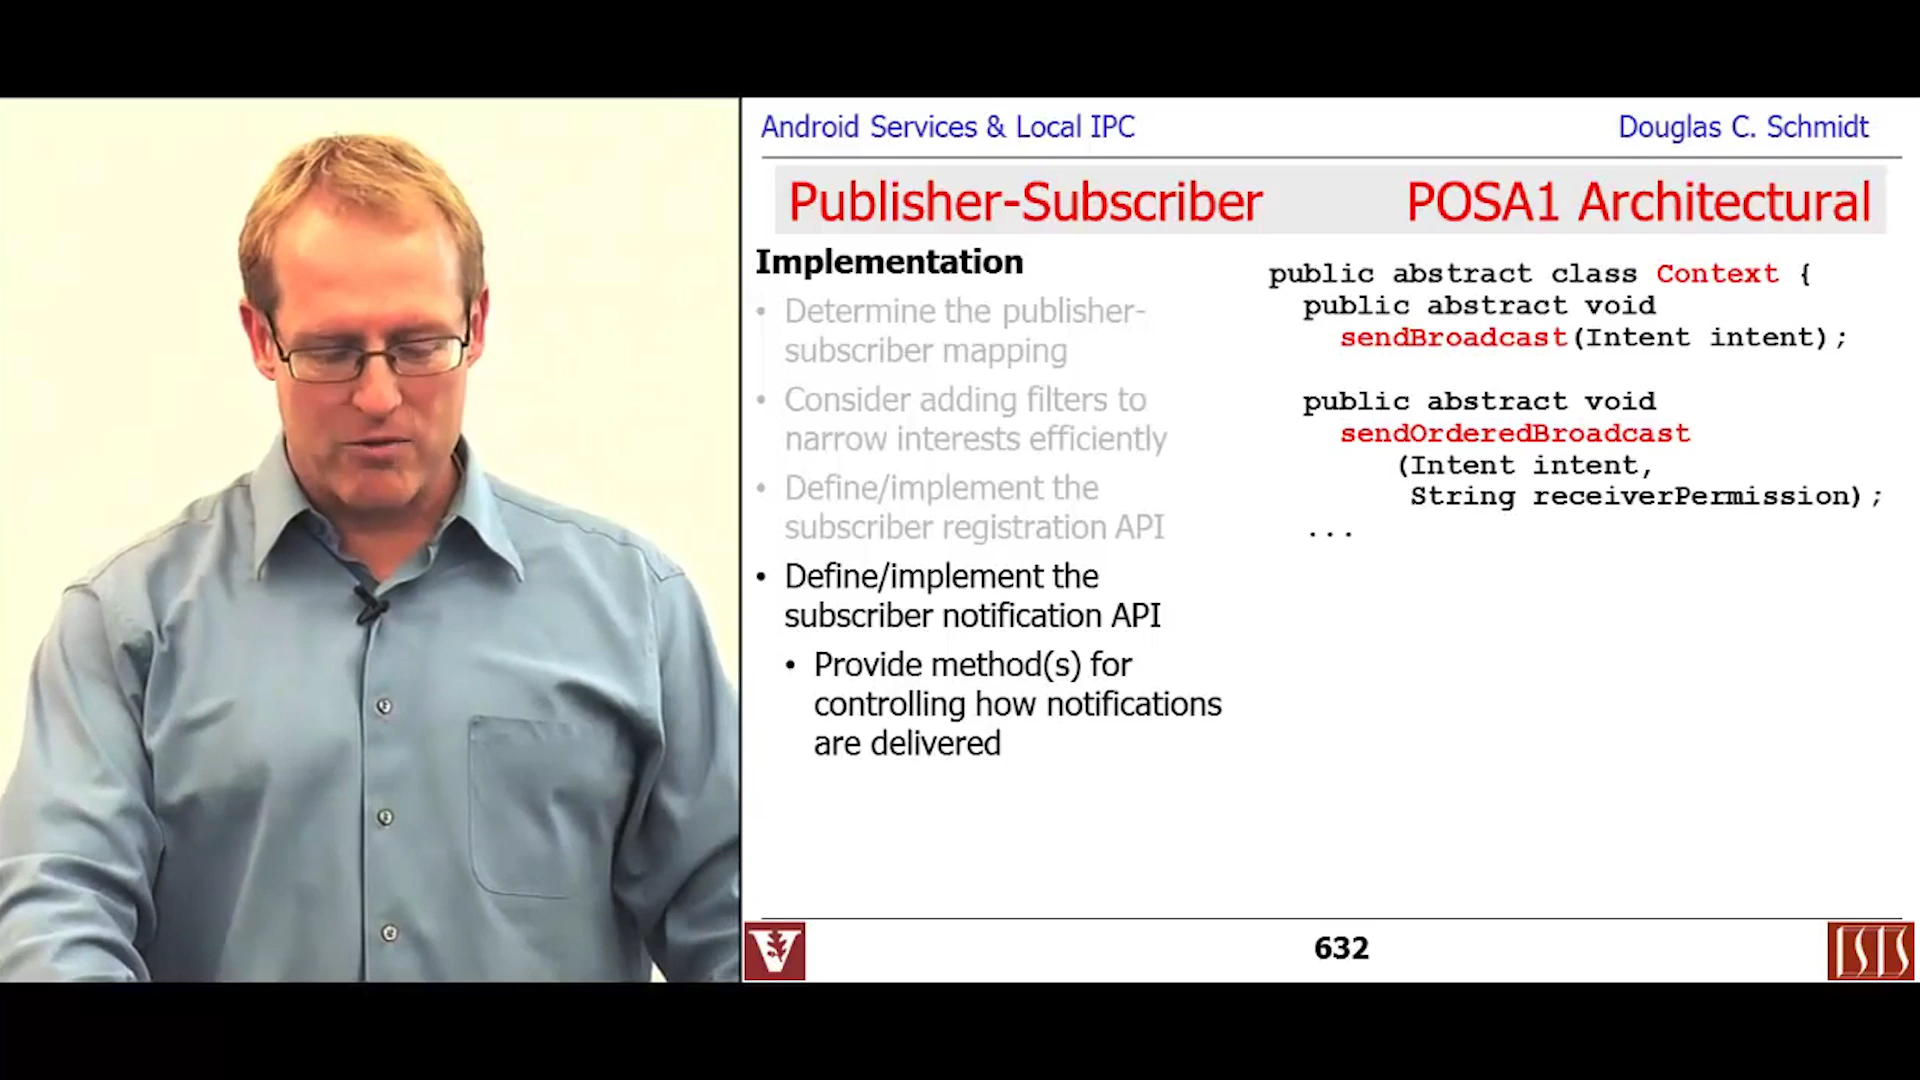 Android Services & Local IPC
Douglas C. Schmidt
Publisher-Subscriber
POSA1 Architectural
Implementation
• Determine the publisher-
subscriber mapping
• Consider adding filters to
narrow interests efficiently
• Define/implement the
subscriber registration API
• Define/implement the
subscriber notification API
• Provide method(s) for
controlling how notifications
are delivered
public abstract class Context {
public abstract void
sendBroadcast(Intent intent);
public abstract void
sendOrderedBroadcast
(Intent intent,
String receiverPermission);
...
V
632
ISIS